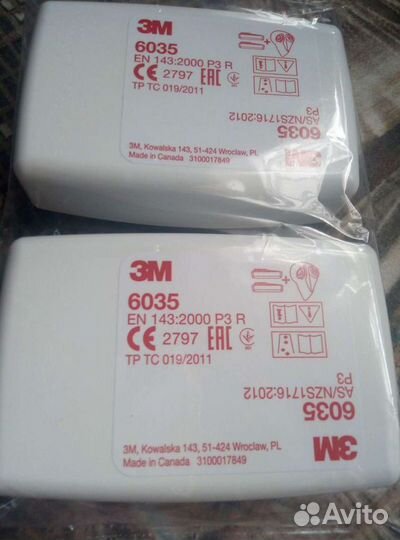 3M
6035
EN 143:2000 P3 R
CE 2797 EAC
TP TC 019/2011
AS/NZS1716:2012
P3
6035
3M
3M, Kowalska 143, 51-424 Wroclaw, PL
Made in Canada 3100017849
3M
6035
EN 143:2000 P3 R
CE 2797 EAC
TP TC 019/2011
AS/NZS1716:2012
P3
6035
3M
3M, Kowalska 143, 51-424 Wroclaw, PL
Made in Canada 3100017849
Avito